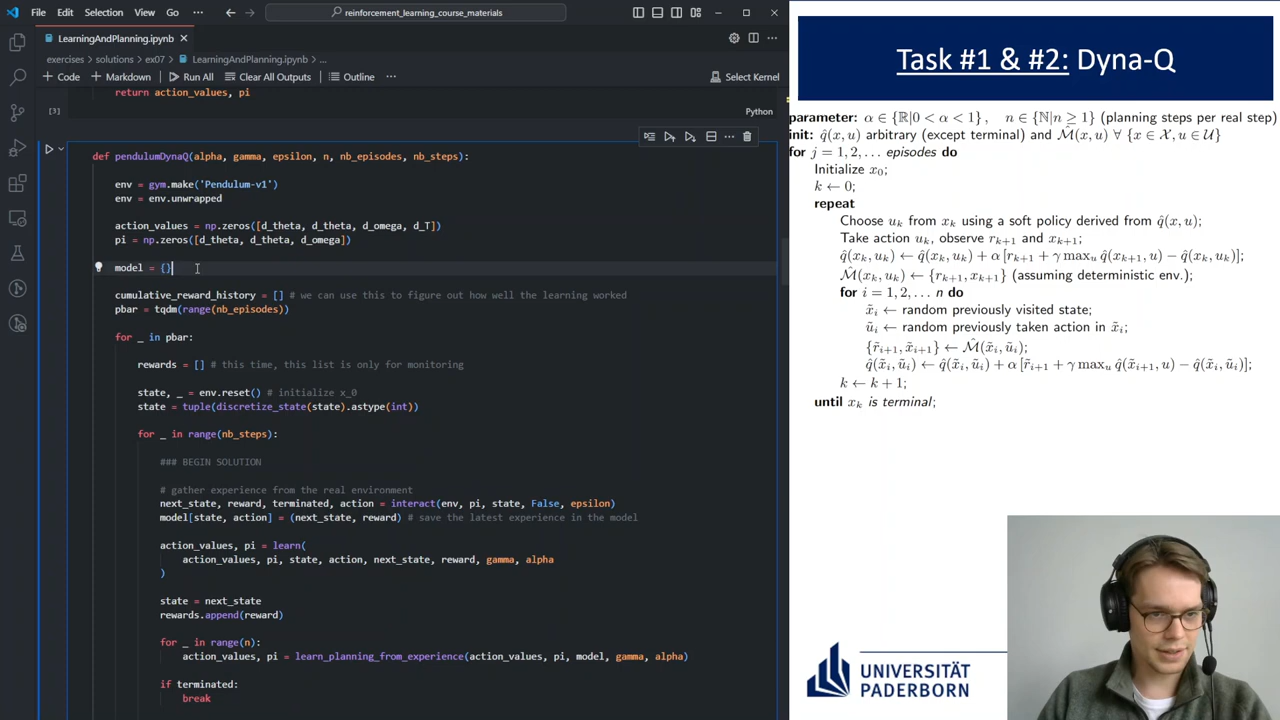 File Edit Selection View Go Run ··· reinforcement_learning_course_materials
LearningAndPlanning.ipynb
exercises > solutions > ex07 > LearningAndPlanning.ipynb > ...
+ Code + Markdown Run All Clear All Outputs Outline ··· Select Kernel
return action_values, pi
[3] Python
def pendulumDynaQ(alpha, gamma, epsilon, n, nb_episodes, nb_steps):
env = gym.make('Pendulum-v1')
env = env.unwrapped
action_values = np.zeros([d_theta, d_theta, d_omega, d_T])
pi = np.zeros([d_theta, d_theta, d_omega])
model = {}
cumulative_reward_history = [] # we can use this to figure out how well the learning worked
pbar = tqdm(range(nb_episodes))
for _ in pbar:
rewards = [] # this time, this list is only for monitoring
state, _ = env.reset() # initialize x_0
state = tuple(discretize_state(state).astype(int))
for _ in range(nb_steps):
### BEGIN SOLUTION
# gather experience from the real environment
next_state, reward, terminated, action = interact(env, pi, state, False, epsilon)
model[state, action] = (next_state, reward) # save the latest experience in the model
action_values, pi = learn(
action_values, pi, state, action, next_state, reward, gamma, alpha
)
state = next_state
rewards.append(reward)
for _ in range(n):
action_values, pi = learn_planning_from_experience(action_values, pi, model, gamma, alpha)
if terminated:
break
Task #1 & #2: Dyna-Q
parameter: α ∈ {ℝ|0 < α < 1}, n ∈ {ℕ|n ≥ 1} (planning steps per real step)
init: q̂(x, u) arbitrary (except terminal) and M̂(x, u) ∀ {x ∈ 𝒳, u ∈ 𝒰}
for j = 1, 2, ... episodes do
Initialize x₀;
k ← 0;
repeat
Choose uₖ from xₖ using a soft policy derived from q̂(x, u);
Take action uₖ, observe rₖ₊₁ and xₖ₊₁;
q̂(xₖ, uₖ) ← q̂(xₖ, uₖ) + α [rₖ₊₁ + γ maxᵤ q̂(xₖ₊₁, u) − q̂(xₖ, uₖ)];
M̂(xₖ, uₖ) ← {rₖ₊₁, xₖ₊₁} (assuming deterministic env.);
for i = 1, 2, ... n do
x̃ᵢ ← random previously visited state;
ũᵢ ← random previously taken action in x̃ᵢ;
{r̃ᵢ₊₁, x̃ᵢ₊₁} ← M̂(x̃ᵢ, ũᵢ);
q̂(x̃ᵢ, ũᵢ) ← q̂(x̃ᵢ, ũᵢ) + α [r̃ᵢ₊₁ + γ maxᵤ q̂(x̃ᵢ₊₁, u) − q̂(x̃ᵢ, ũᵢ)];
k ← k + 1;
until xₖ is terminal;
UNIVERSITÄT
PADERBORN